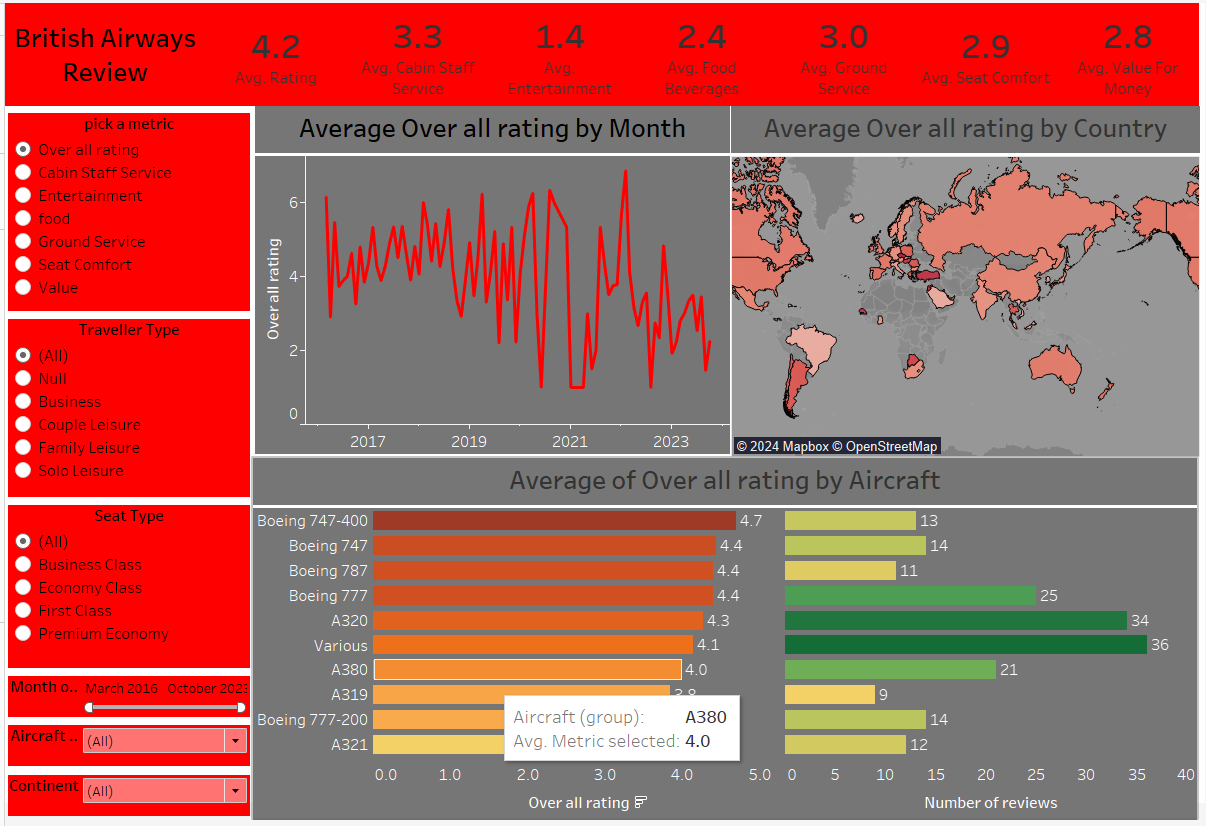 British Airways
Review
4.2
Avg. Rating
3.3
Avg. Cabin Staff
Service
1.4
Avg.
Entertainment
2.4
Avg. Food
Beverages
3.0
Avg. Ground
Service
2.9
Avg. Seat Comfort
2.8
Avg. Value For
Money
pick a metric
Over all rating
Cabin Staff Service
Entertainment
food
Ground Service
Seat Comfort
Value
Traveller Type
(All)
Null
Business
Couple Leisure
Family Leisure
Solo Leisure
Seat Type
(All)
Business Class
Economy Class
First Class
Premium Economy
Month o..
March 2016
October 2023
Aircraft ..
(All)
Continent
(All)
Average Over all rating by Month
Over all rating
6
4
2
0
2017
2019
2021
2023
Average Over all rating by Country
© 2024 Mapbox © OpenStreetMap
Average of Over all rating by Aircraft
Boeing 747-400 4.7 13
Boeing 747 4.4 14
Boeing 787 4.4 11
Boeing 777 4.4 25
A320 4.3 34
Various 4.1 36
A380 4.0 21
A319 3.8 9
Boeing 777-200 14
A321 12
Aircraft (group): A380
Avg. Metric selected: 4.0
0.0 1.0 2.0 3.0 4.0 5.0
0 5 10 15 20 25 30 35 40
Over all rating
Number of reviews